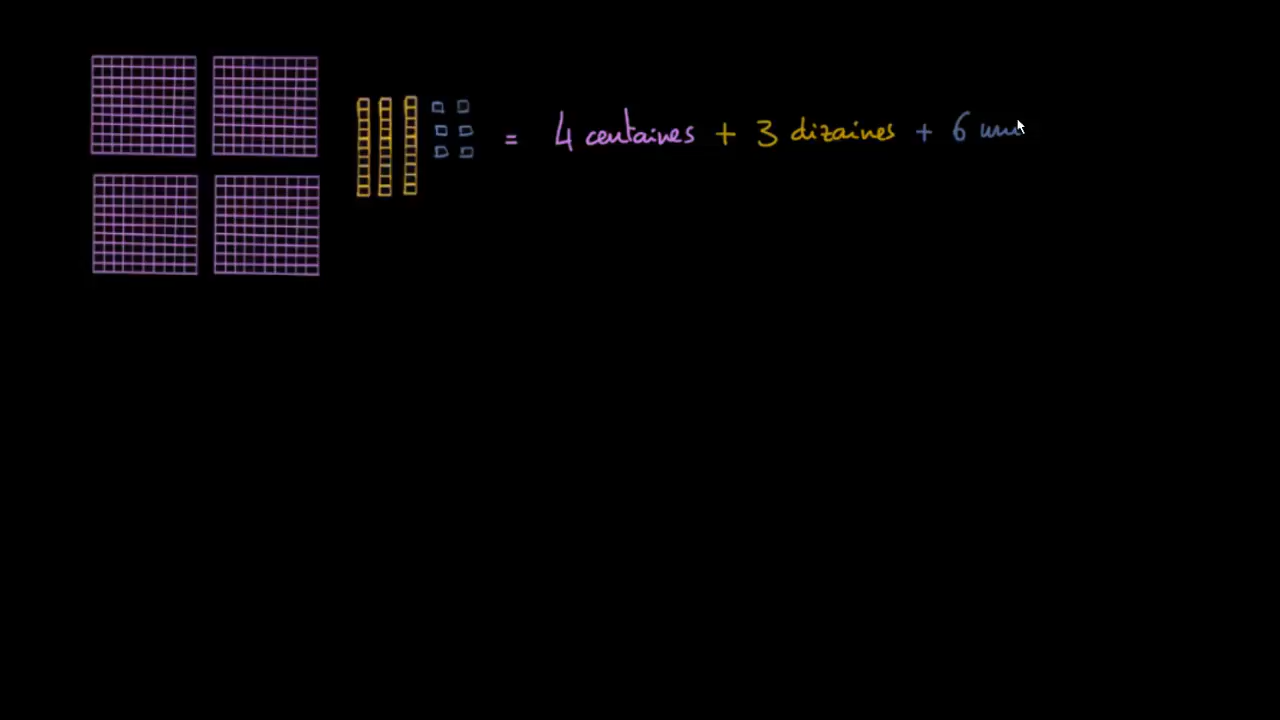 = 4 centaines + 3 dizaines + 6